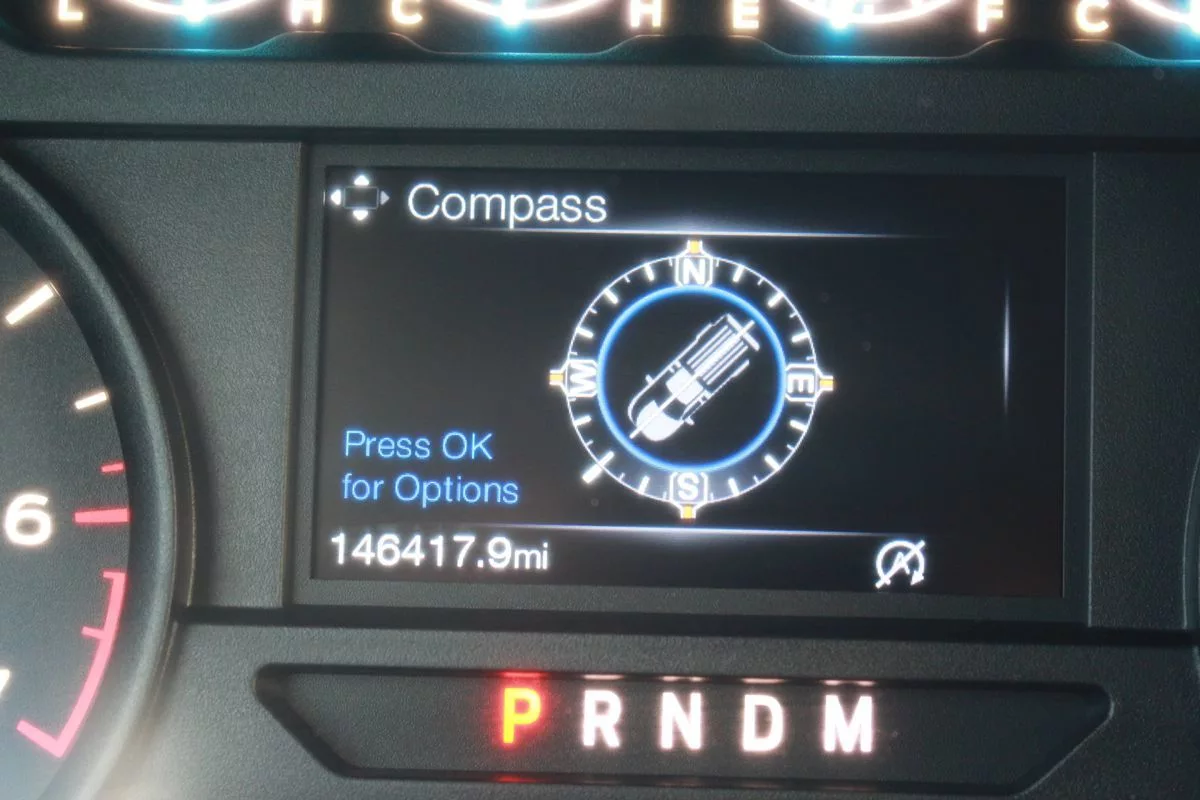 L H C H E F C
Compass
N
W E
S
Press OK
for Options
146417.9mi
A
6
P R N D M